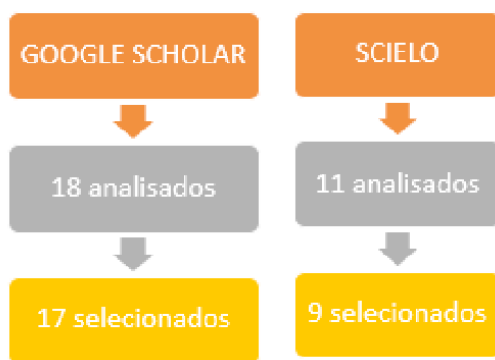 GOOGLE SCHOLAR
18 analisados
17 selecionados
SCIELO
11 analisados
9 selecionados